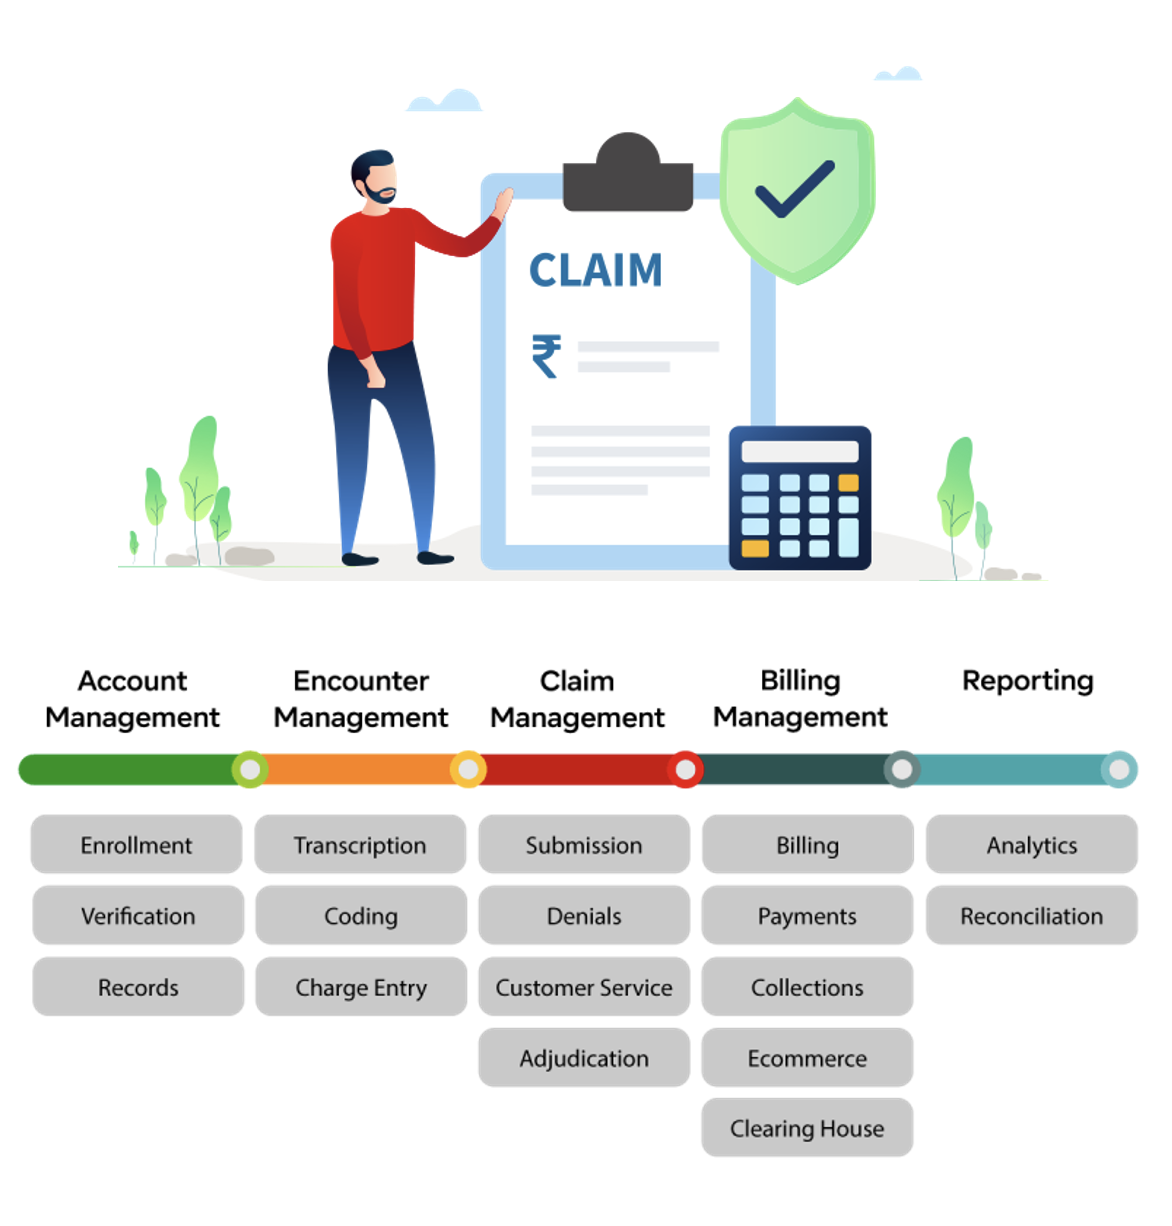 CLAIM
₹
Account
Management
Encounter
Management
Claim
Management
Billing
Management
Reporting
Enrollment
Transcription
Submission
Billing
Analytics
Verification
Coding
Denials
Payments
Reconciliation
Records
Charge Entry
Customer Service
Collections
Adjudication
Ecommerce
Clearing House